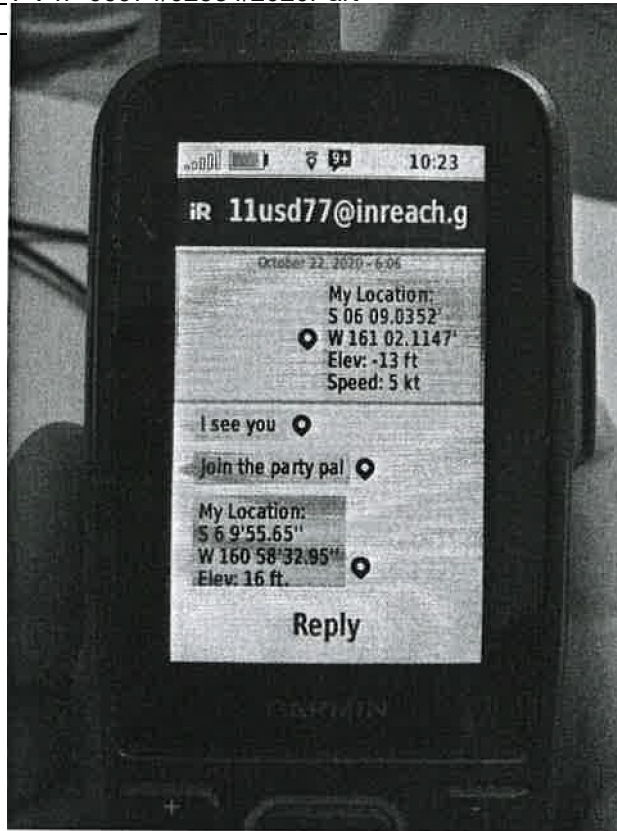 10:23
iR 11usd77@inreach.g
October 22, 2020 - 6:06
My Location:
S 06 09.0352'
W 161 02.1147'
Elev: -13 ft
Speed: 5 kt
I see you
Join the party pal
My Location:
S 6 9'55.65''
W 160 58'32.95''
Elev: 16 ft.
Reply
GARMIN